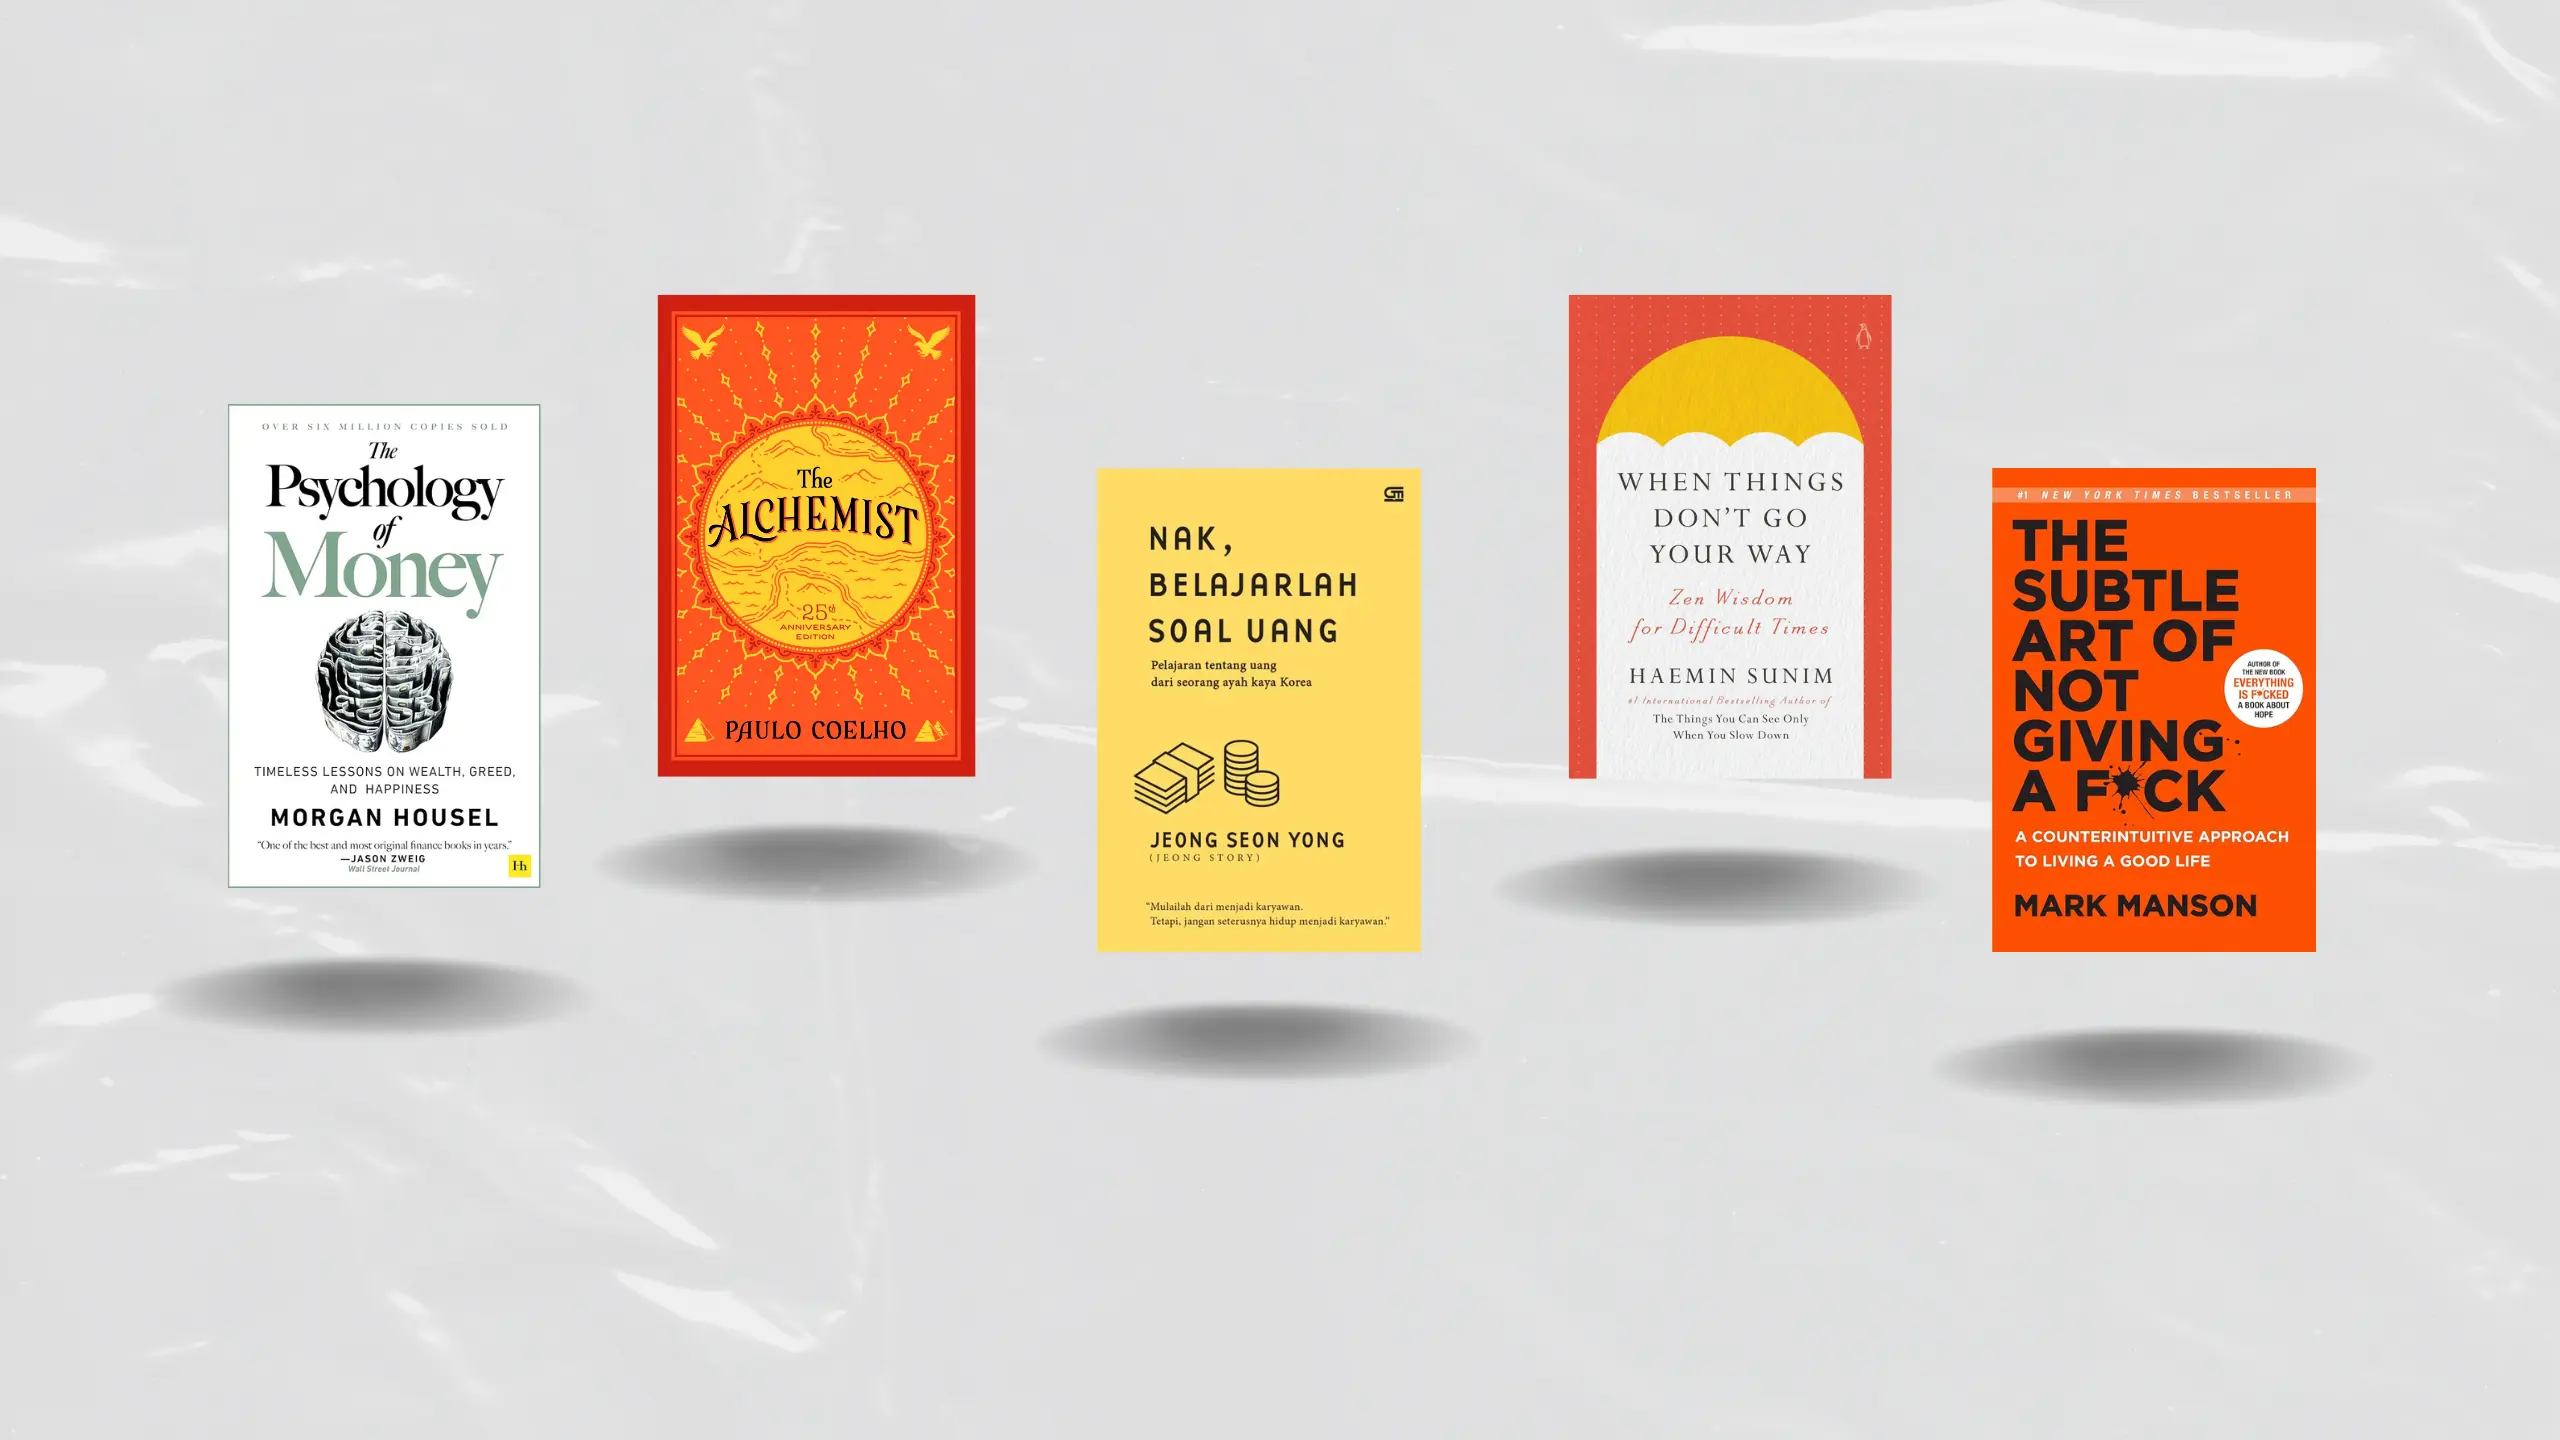 OVER SIX MILLION COPIES SOLD
The
Psychology
of
Money
TIMELESS LESSONS ON WEALTH, GREED,
AND HAPPINESS
MORGAN HOUSEL
“One of the best and most original finance books in years.”
—JASON ZWEIG
Wall Street Journal
Hh
The
ALCHEMIST
25th
ANNIVERSARY
EDITION
PAULO COELHO
GM
NAK,
BELAJARLAH
SOAL UANG
Pelajaran tentang uang
dari seorang ayah kaya Korea
JEONG SEON YONG
(JEONG STORY)
“Mulailah dari menjadi karyawan.
Tetapi, jangan seterusnya hidup menjadi karyawan.”
WHEN THINGS
DON'T GO
YOUR WAY
Zen Wisdom
for Difficult Times
HAEMIN SUNIM
#1 International Bestselling Author of
The Things You Can See Only
When You Slow Down
#1 NEW YORK TIMES BESTSELLER
THE
SUBTLE
ART OF
NOT
GIVING
A F*CK
AUTHOR OF
THE NEW BOOK
EVERYTHING
IS F*CKED
A BOOK ABOUT
HOPE
A COUNTERINTUITIVE APPROACH
TO LIVING A GOOD LIFE
MARK MANSON